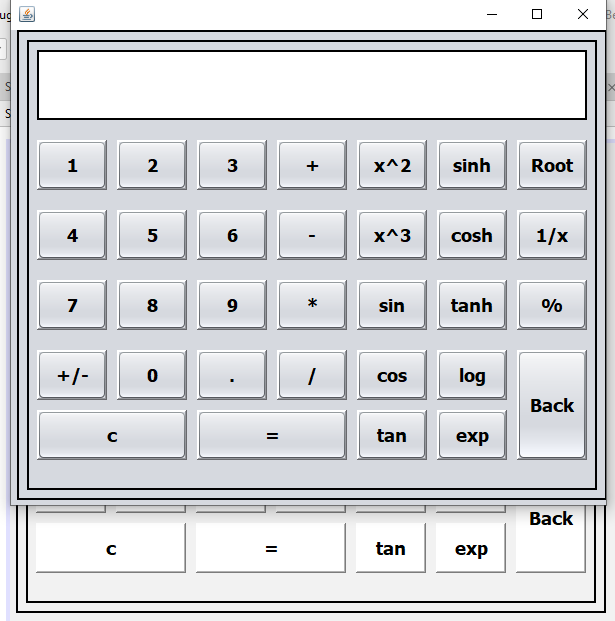 1 2 3 + x^2 sinh Root
4 5 6 - x^3 cosh 1/x
7 8 9 * sin tanh %
+/- 0 . / cos log
Back
c = tan exp
Back
c = tan exp